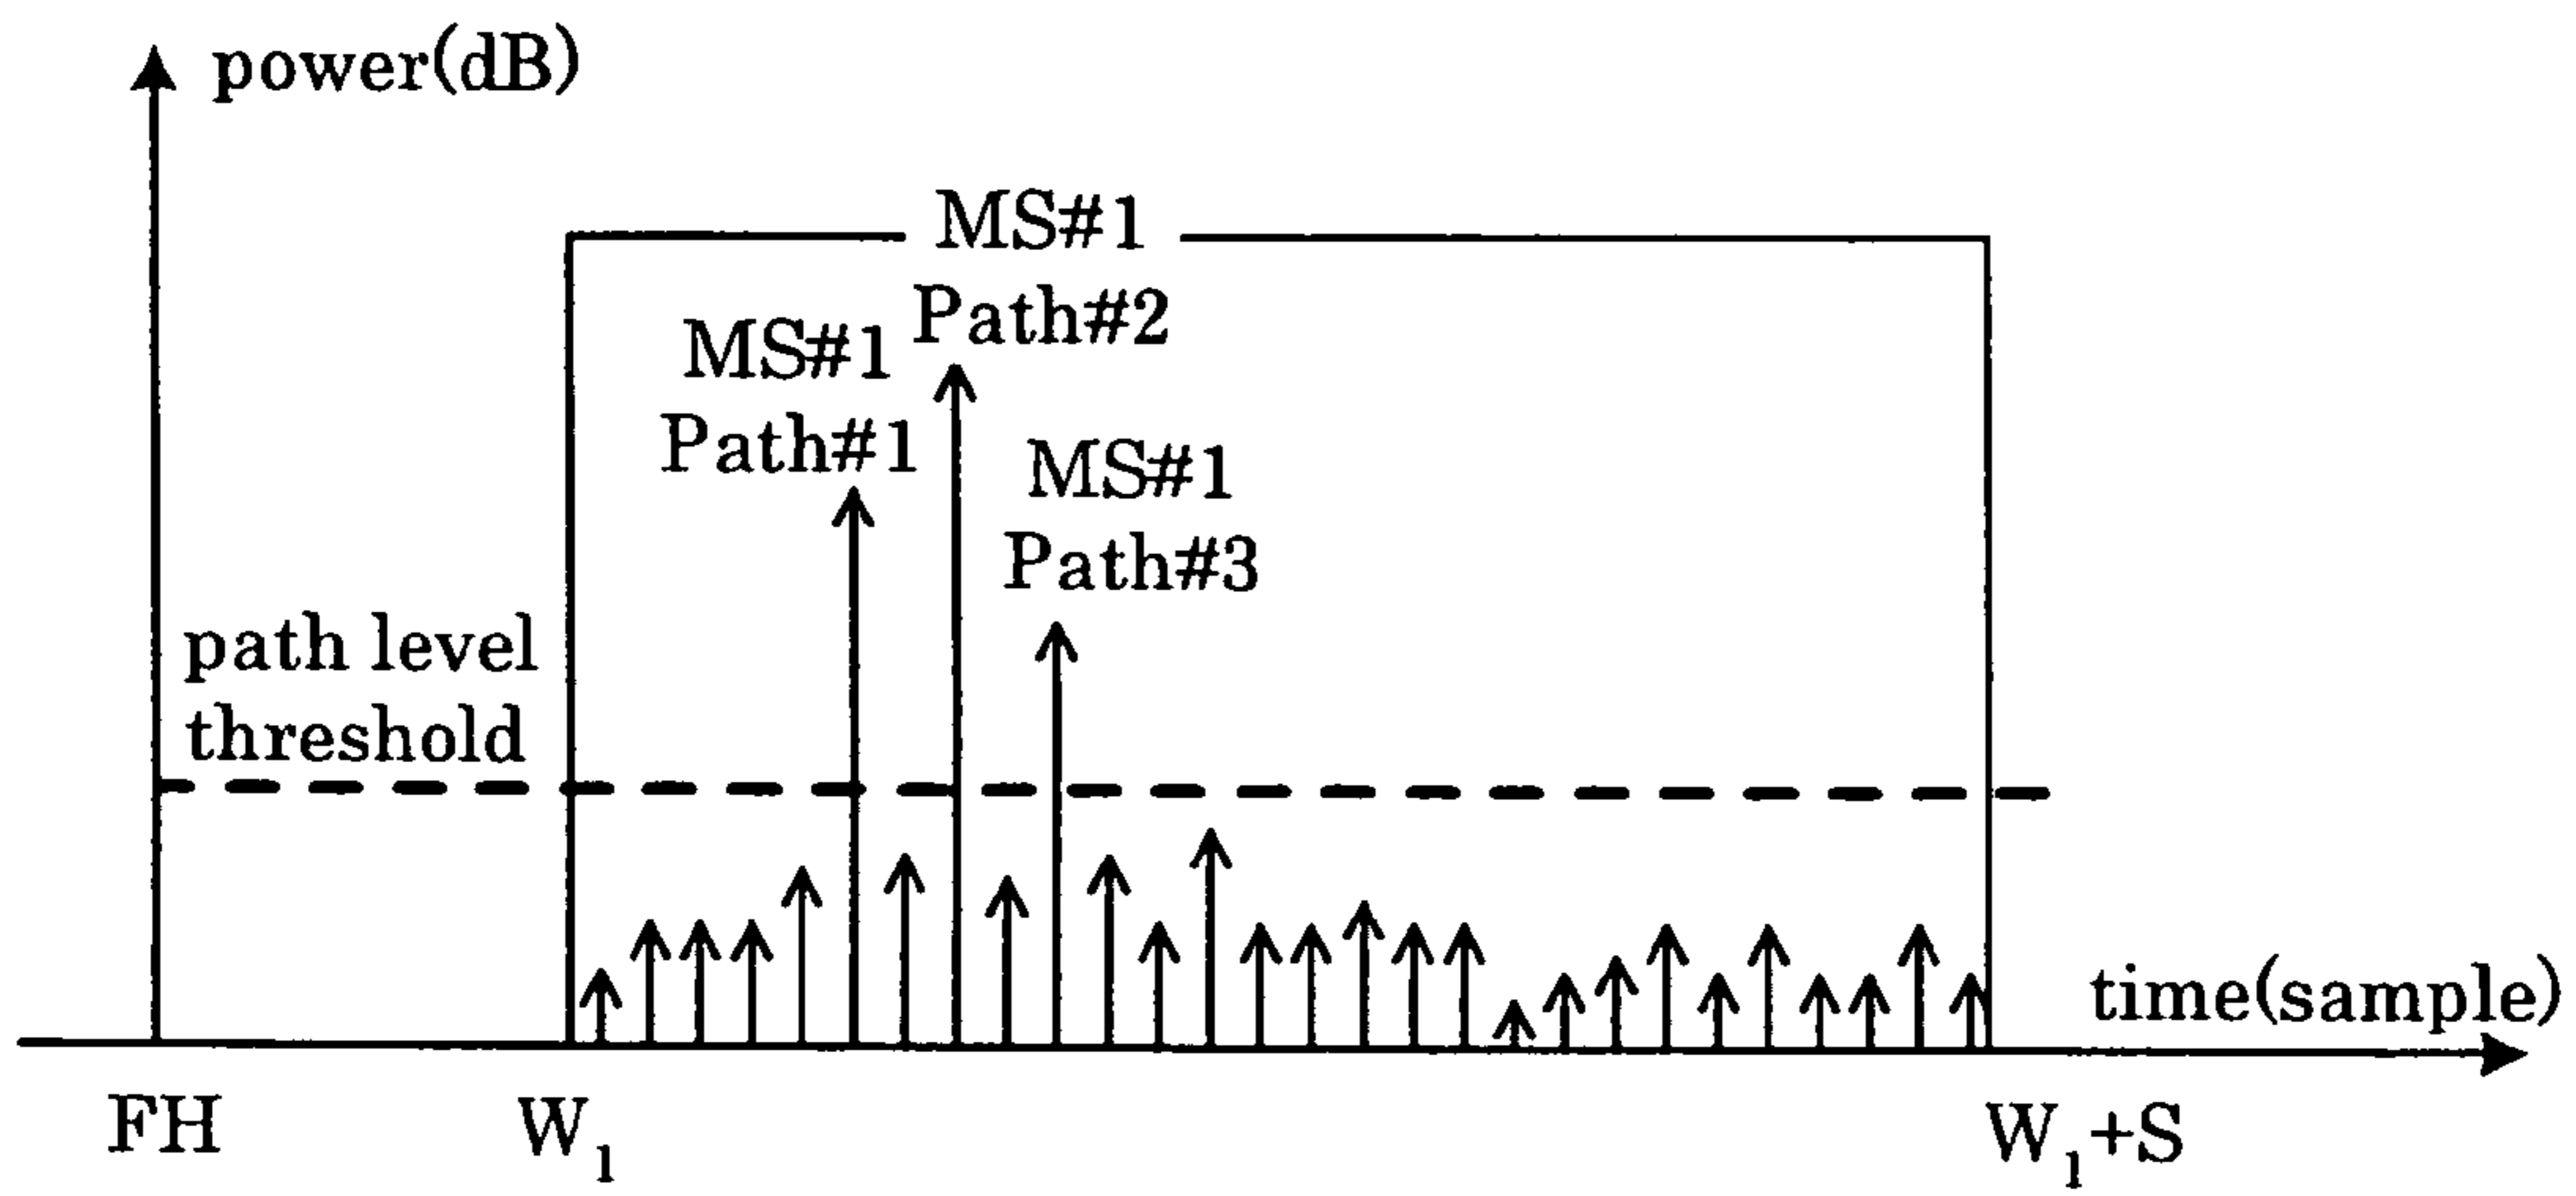 power(dB)
MS#1
Path#2
MS#1
Path#1
MS#1
Path#3
path level
threshold
time(sample)
FH
W₁
W₁+S